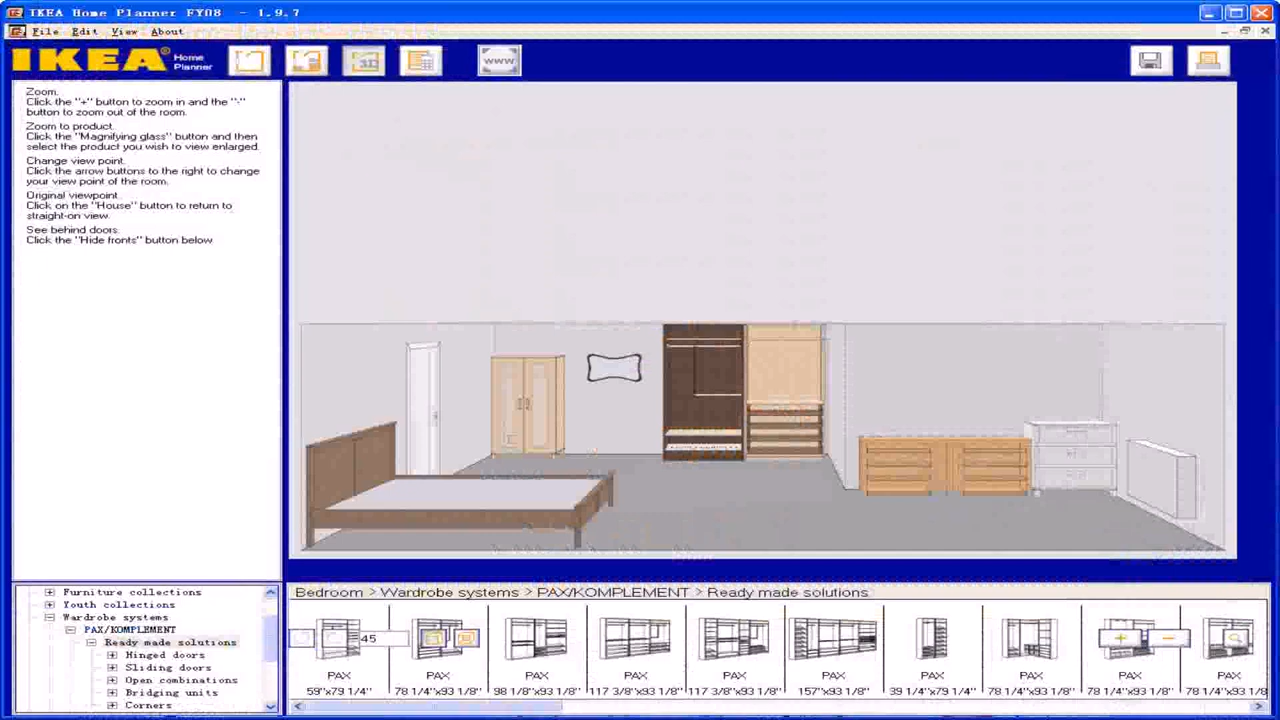 IKEA Home Planner FY08 - 1.9.7
File Edit View About
IKEA® Home Planner
3D
WWW
Zoom.
Click the "+" button to zoom in and the "-"
button to zoom out of the room.
Zoom to product.
Click the "Magnifying glass" button and then
select the product you wish to view enlarged.
Change view point.
Click the arrow buttons to the right to change
your view point of the room.
Original viewpoint.
Click on the "House" button to return to
straight-on view.
See behind doors.
Click the "Hide fronts" button below
Furniture collections
Youth collections
Wardrobe systems
PAX/KOMPLEMENT
Ready made solutions
Hinged doors
Sliding doors
Open combinations
Bridging units
Corners
Bedroom > Wardrobe systems > PAX/KOMPLEMENT > Ready made solutions
45
PAX PAX PAX PAX PAX PAX PAX PAX PAX PAX
59"x79 1/4" 78 1/4"x93 1/8" 98 1/8"x93 1/8" 117 3/8"x93 1/8" 117 3/8"x93 1/8" 157"x93 1/8" 39 1/4"x79 1/4" 78 1/4"x93 1/8" 78 1/4"x93 1/8" 78 1/4"x93 1/8"